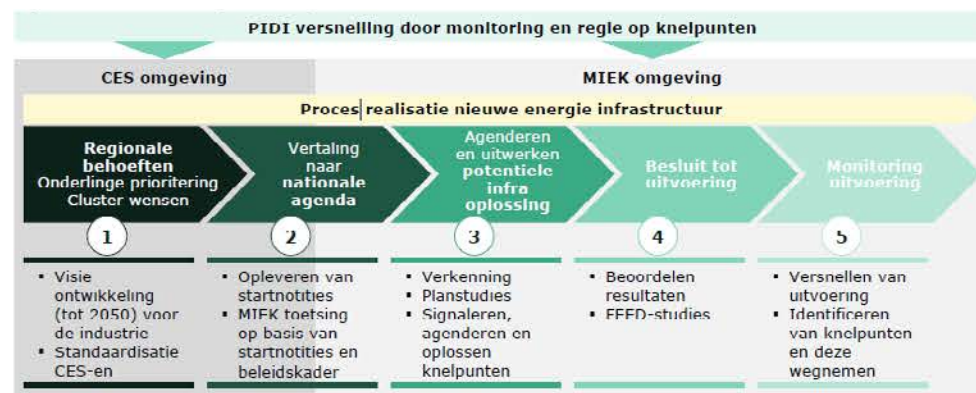 PIDI versnelling door monitoring en regie op knelpunten
CES omgeving
MIEK omgeving
Proces realisatie nieuwe energie infrastructuur
Regionale
behoeften
Onderlinge prioritering
Cluster wensen
Vertaling
naar
nationale
agenda
Agenderen
en uitwerken
potentiele
infra
oplossing
Besluit tot
uitvoering
Monitoring
uitvoering
1
2
3
4
5
▪ Visie
ontwikkeling
(tot 2050) voor
de industrie
▪ Standaardisatie
CES-en
▪ Opleveren van
startnotities
▪ MIEK toetsing
op basis van
startnotities en
beleidskader
▪ Verkenning
▪ Planstudies
▪ Signaleren,
agenderen en
oplossen
knelpunten
▪ Beoordelen
resultaten
▪ FEED-studies
▪ Versnellen van
uitvoering
▪ Identificeren
van knelpunten
en deze
wegnemen